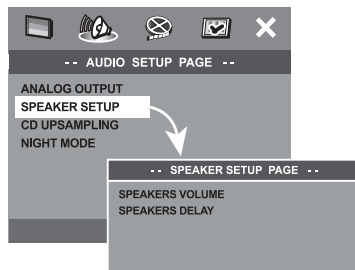 -- AUDIO SETUP PAGE --
ANALOG OUTPUT
SPEAKER SETUP
CD UPSAMPLING
NIGHT MODE
-- SPEAKER SETUP PAGE --
SPEAKERS VOLUME
SPEAKERS DELAY